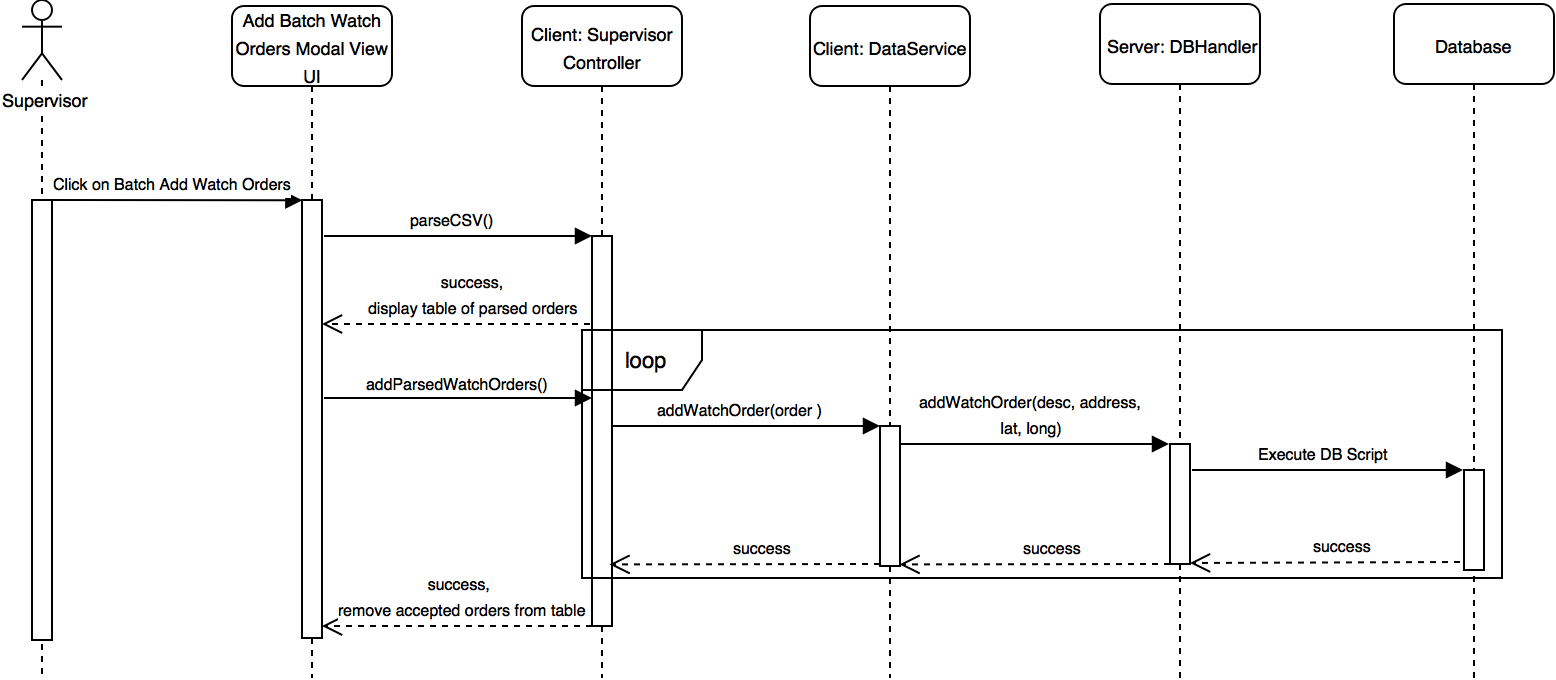 Supervisor
Add Batch Watch
Orders Modal View
UI
Client: Supervisor
Controller
Client: DataService
Server: DBHandler
Database
Click on Batch Add Watch Orders
parseCSV()
success,
display table of parsed orders
loop
addParsedWatchOrders()
addWatchOrder(order )
addWatchOrder(desc, address,
lat, long)
Execute DB Script
success
success
success
success,
remove accepted orders from table